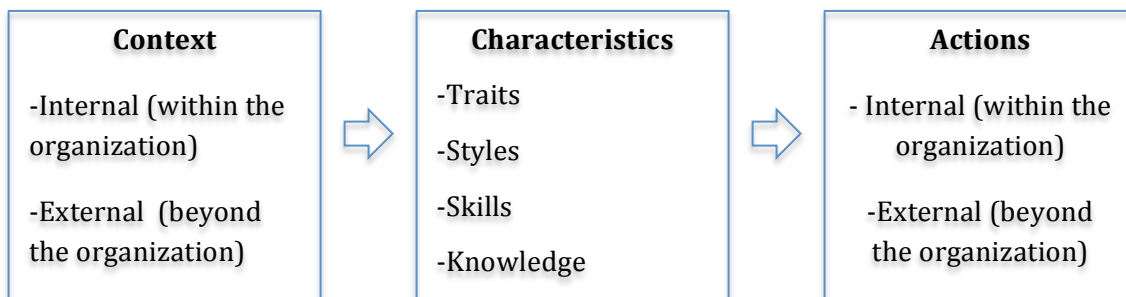 Context
-Internal (within the
organization)
-External  (beyond
the organization)
Characteristics
-Traits
-Styles
-Skills
-Knowledge
Actions
- Internal (within the
organization)
-External (beyond
the organization)